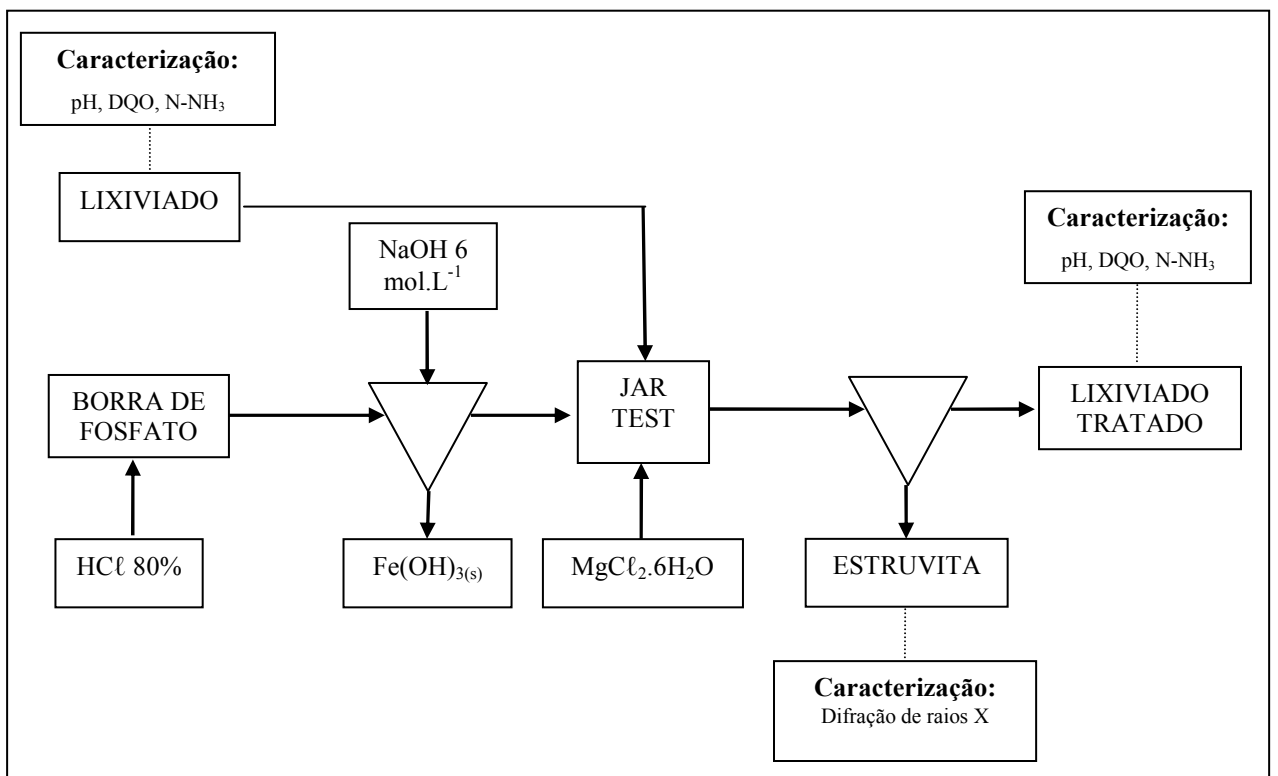 Caracterização:
pH, DQO, N-NH₃
LIXIVIADO
NaOH 6
mol.L⁻¹
Caracterização:
pH, DQO, N-NH₃
BORRA DE
FOSFATO
JAR
TEST
LIXIVIADO
TRATADO
HCℓ 80%
Fe(OH)₃₍ₛ₎
MgCℓ₂.6H₂O
ESTRUVITA
Caracterização:
Difração de raios X